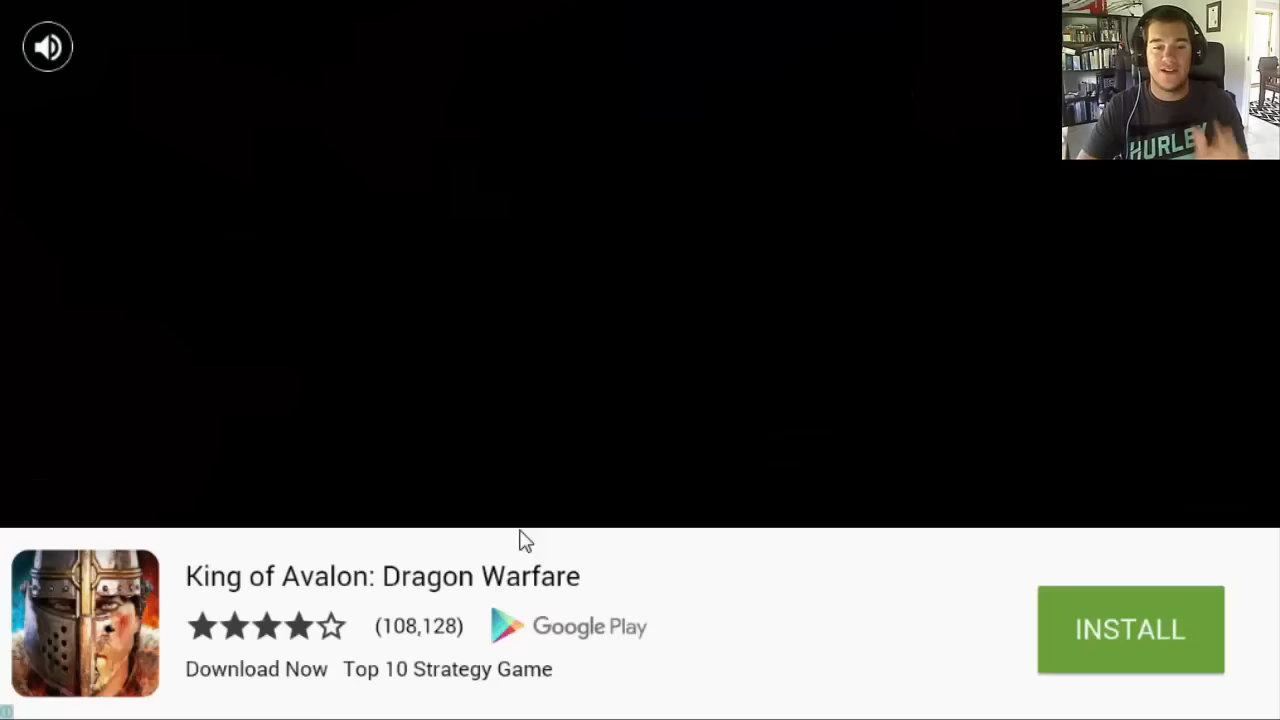 HURLEY
King of Avalon: Dragon Warfare
(108,128) Google Play
INSTALL
Download Now Top 10 Strategy Game